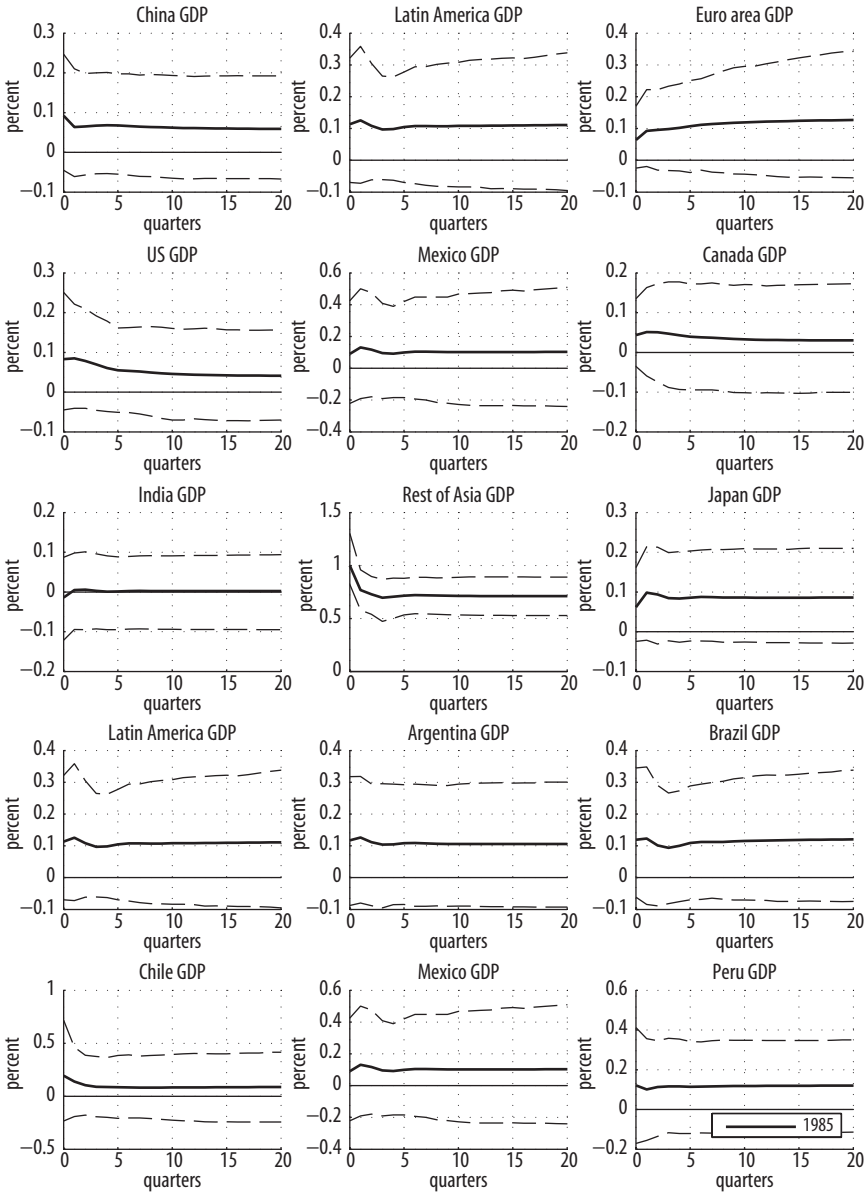 China GDP
0.3
0.2
0.1
0
−0.1
percent
0 5 10 15 20
quarters
Latin America GDP
0.4
0.3
0.2
0.1
0
−0.1
percent
0 5 10 15 20
quarters
Euro area GDP
0.4
0.3
0.2
0.1
0
−0.1
percent
0 5 10 15 20
quarters
US GDP
0.3
0.2
0.1
0
−0.1
percent
0 5 10 15 20
quarters
Mexico GDP
0.6
0.4
0.2
0
−0.2
−0.4
percent
0 5 10 15 20
quarters
Canada GDP
0.2
0.1
0
−0.1
−0.2
percent
0 5 10 15 20
quarters
India GDP
0.2
0.1
0
−0.1
−0.2
percent
0 5 10 15 20
quarters
Rest of Asia GDP
1.5
1
0.5
0
percent
0 5 10 15 20
quarters
Japan GDP
0.3
0.2
0.1
0
−0.1
percent
0 5 10 15 20
quarters
Latin America GDP
0.4
0.3
0.2
0.1
0
−0.1
percent
0 5 10 15 20
quarters
Argentina GDP
0.4
0.3
0.2
0.1
0
−0.1
percent
0 5 10 15 20
quarters
Brazil GDP
0.4
0.3
0.2
0.1
0
−0.1
percent
0 5 10 15 20
quarters
Chile GDP
1
0.5
0
−0.5
percent
0 5 10 15 20
quarters
Mexico GDP
0.6
0.4
0.2
0
−0.2
−0.4
percent
0 5 10 15 20
quarters
Peru GDP
0.6
0.4
0.2
0
−0.2
percent
1985
0 5 10 15 20
quarters